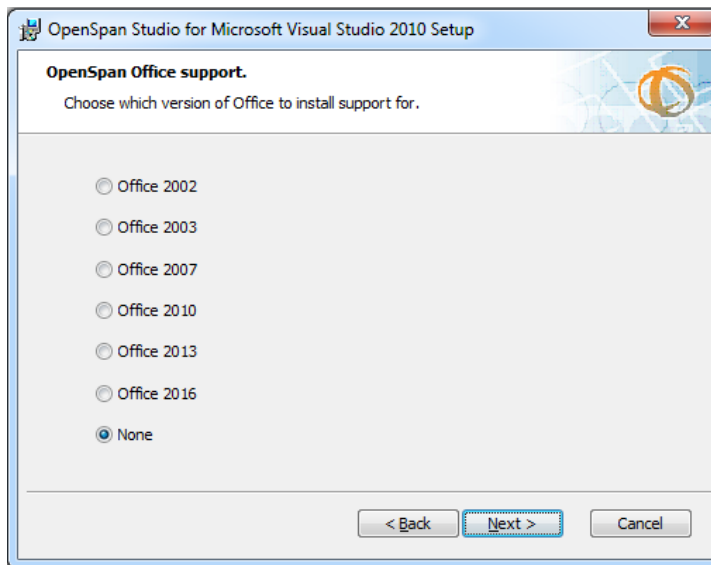 OpenSpan Studio for Microsoft Visual Studio 2010 Setup
OpenSpan Office support.
Choose which version of Office to install support for.
Office 2002
Office 2003
Office 2007
Office 2010
Office 2013
Office 2016
None
< Back Next > Cancel